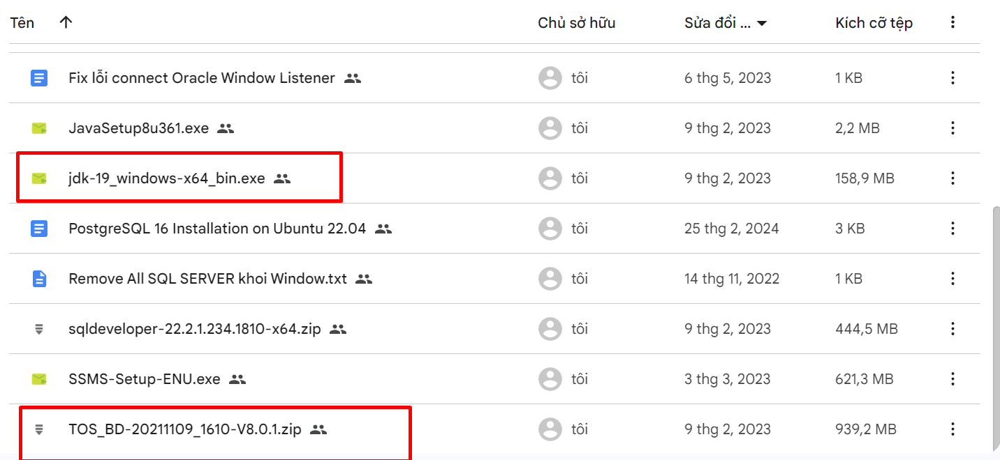 Tên Chủ sở hữu Sửa đổi ... Kích cỡ tệp
Fix lỗi connect Oracle Window Listener tôi 6 thg 5, 2023 1 KB
JavaSetup8u361.exe tôi 9 thg 2, 2023 2,2 MB
jdk-19_windows-x64_bin.exe tôi 9 thg 2, 2023 158,9 MB
PostgreSQL 16 Installation on Ubuntu 22.04 tôi 25 thg 2, 2024 3 KB
Remove All SQL SERVER khoi Window.txt tôi 14 thg 11, 2022 1 KB
sqldeveloper-22.2.1.234.1810-x64.zip tôi 9 thg 2, 2023 444,5 MB
SSMS-Setup-ENU.exe tôi 3 thg 3, 2023 621,3 MB
TOS_BD-20211109_1610-V8.0.1.zip tôi 9 thg 2, 2023 939,2 MB